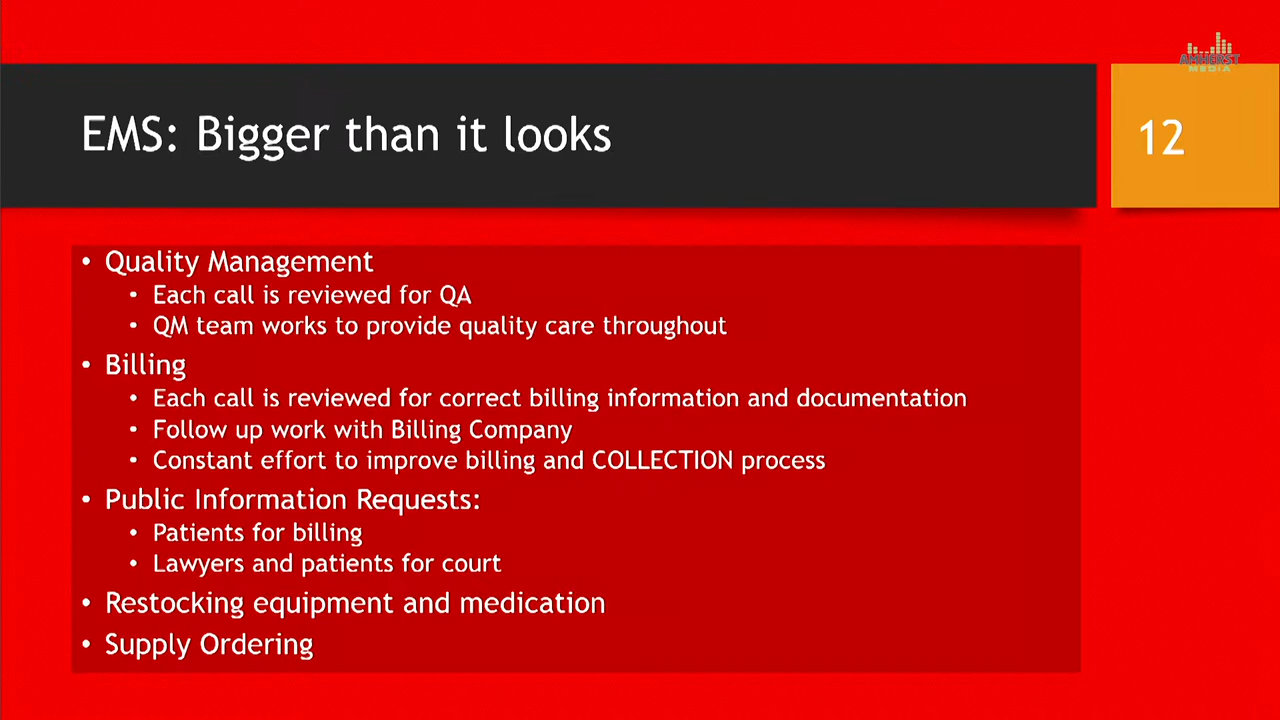 AMHERST
MEDIA
EMS: Bigger than it looks
12
• Quality Management
• Each call is reviewed for QA
• QM team works to provide quality care throughout
• Billing
• Each call is reviewed for correct billing information and documentation
• Follow up work with Billing Company
• Constant effort to improve billing and COLLECTION process
• Public Information Requests:
• Patients for billing
• Lawyers and patients for court
• Restocking equipment and medication
• Supply Ordering